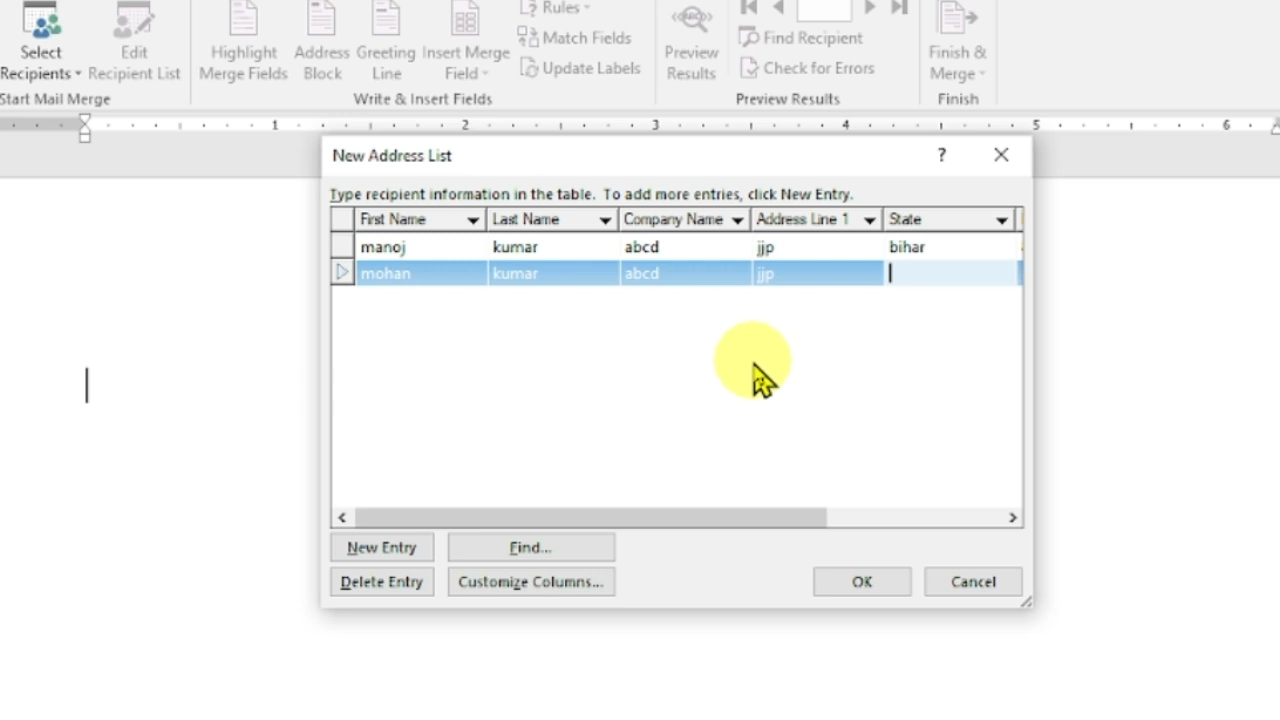 Select Recipients
Edit Recipient List
Start Mail Merge
Highlight Merge Fields
Address Block
Greeting Line
Insert Merge Field
Rules
Match Fields
Update Labels
Write & Insert Fields
ABC
Preview Results
Find Recipient
Check for Errors
Preview Results
Finish & Merge
Finish
1 2 3 4 5 6
New Address List ?
Type recipient information in the table. To add more entries, click New Entry.
First Name Last Name Company Name Address Line 1 State
manoj kumar abcd jjp bihar
mohan kumar abcd jjp
New Entry Find...
Delete Entry Customize Columns... OK Cancel